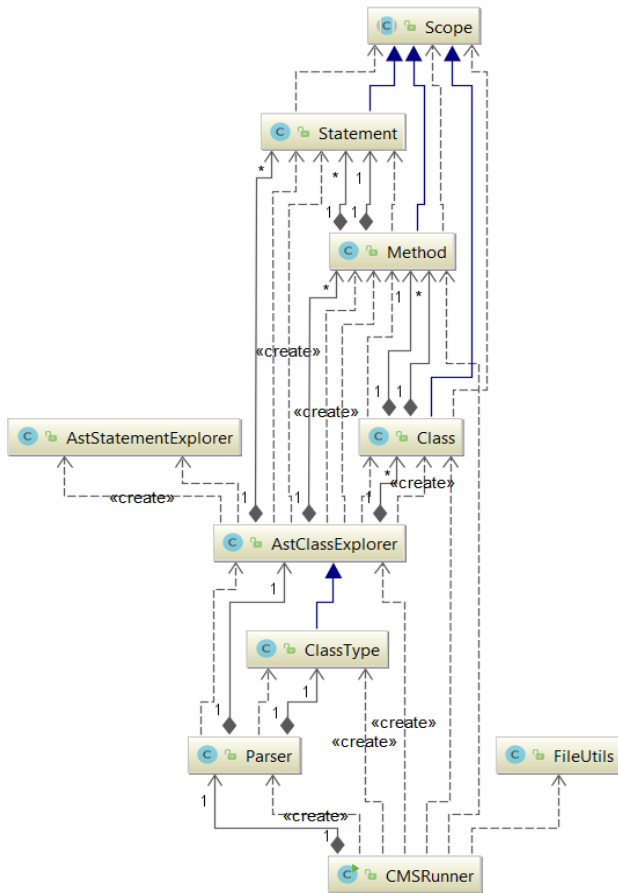 C Scope
C Statement
* * 1
1 1
C Method
* 1 *
«create»
1 1
«create»
C AstStatementExplorer
C Class
* «create»
«create» 1 1 1
C AstClassExplorer
1
C ClassType
1
1 1
«create»
«create»
C Parser
C FileUtils
1 «create»
1
C CMSRunner